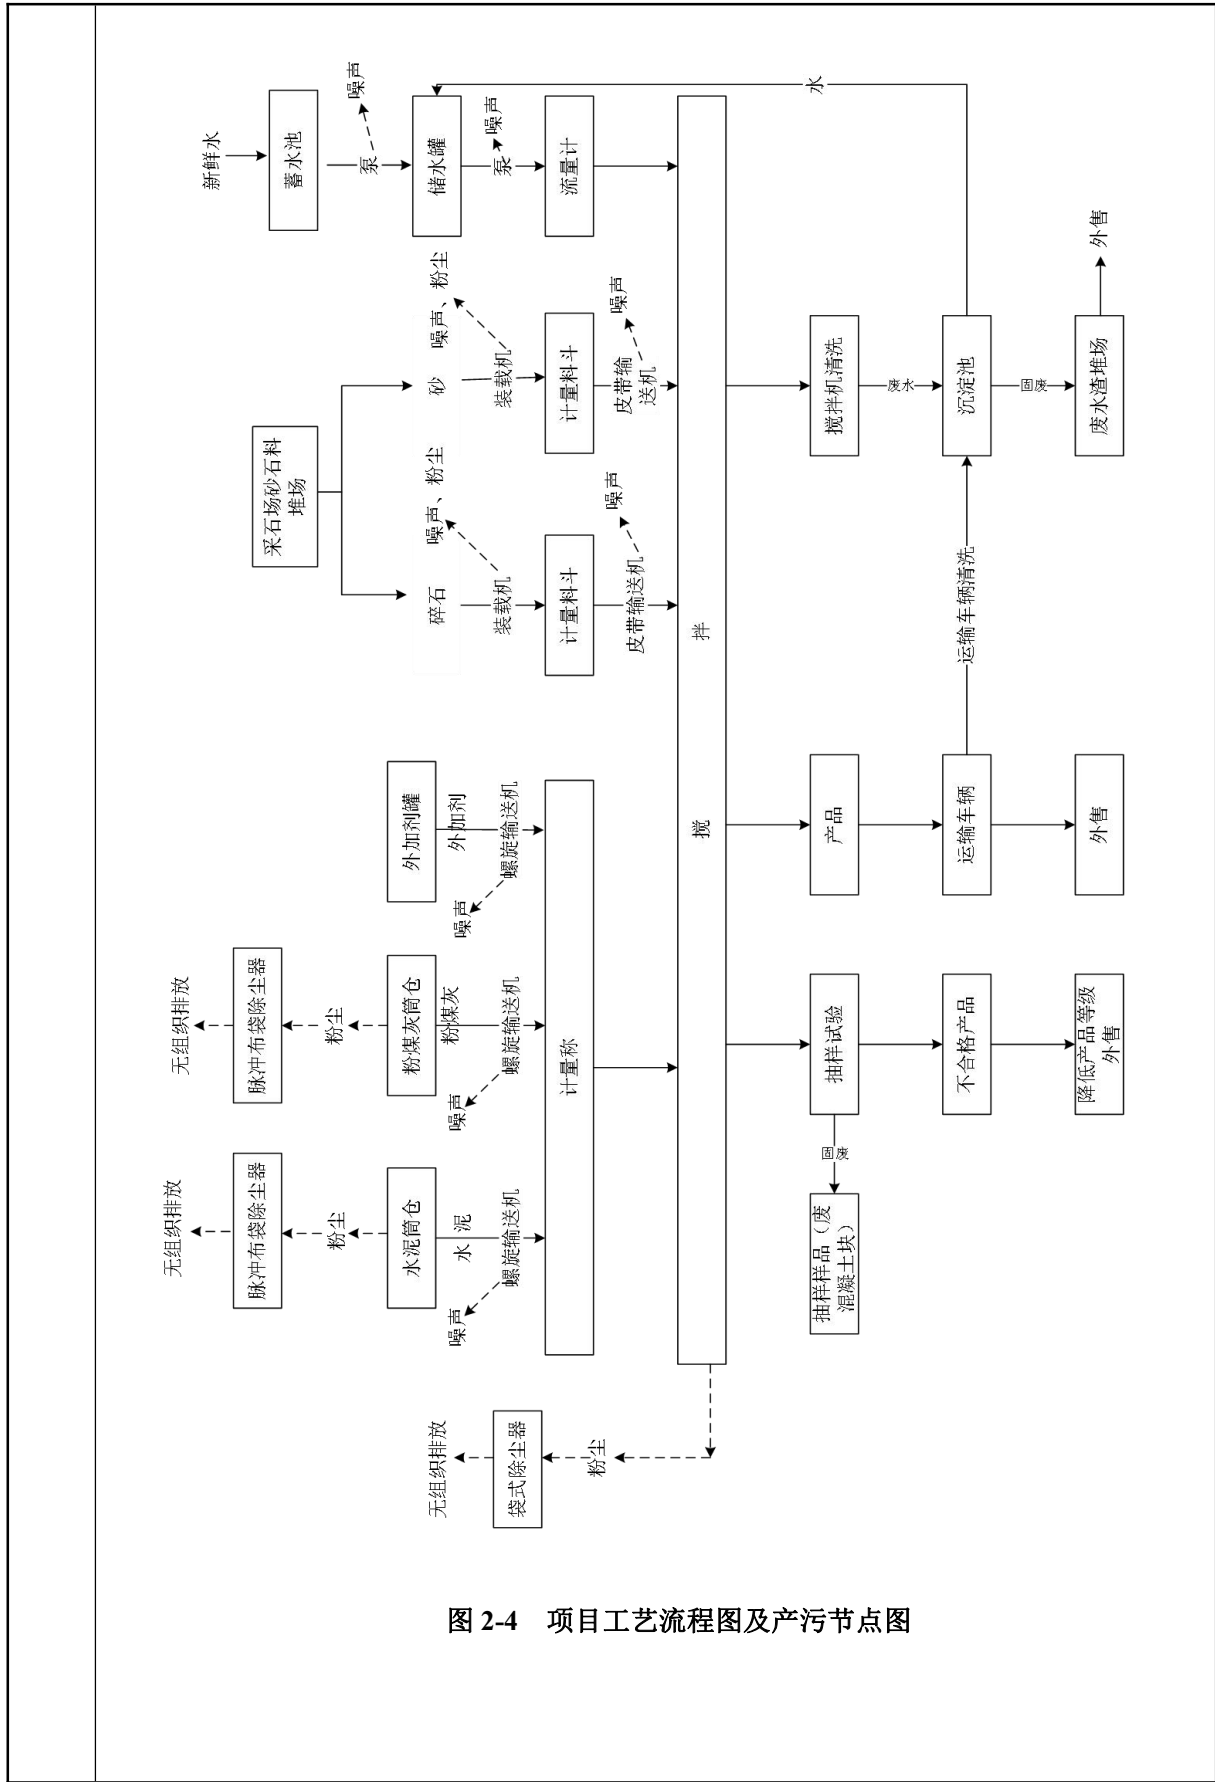 无组织排放
袋式除尘器
粉尘
无组织排放
脉冲布袋除尘器
粉尘
水泥筒仓
水 泥
螺旋输送机
噪声
无组织排放
脉冲布袋除尘器
粉尘
粉煤灰筒仓
粉煤灰
螺旋输送机
噪声
外加剂罐
外加剂
螺旋输送机
噪声
计量称
采石场砂石料
堆场
碎石
噪声、粉尘
装载机
计量料斗
皮带输送机
噪声
砂
噪声、粉尘
装载机
计量料斗
皮带输
送机
噪声
新鲜水
蓄水池
泵
噪声
储水罐
泵
噪声
流量计
水
搅 拌
抽样试验
固废
抽样样品（废
混凝土块）
不合格产品
降低产品等级
外售
产品
运输车辆
外售
运输车辆清洗
搅拌机清洗
废水
沉淀池
固废
废水渣堆场
外售
图 2-4 项目工艺流程图及产污节点图